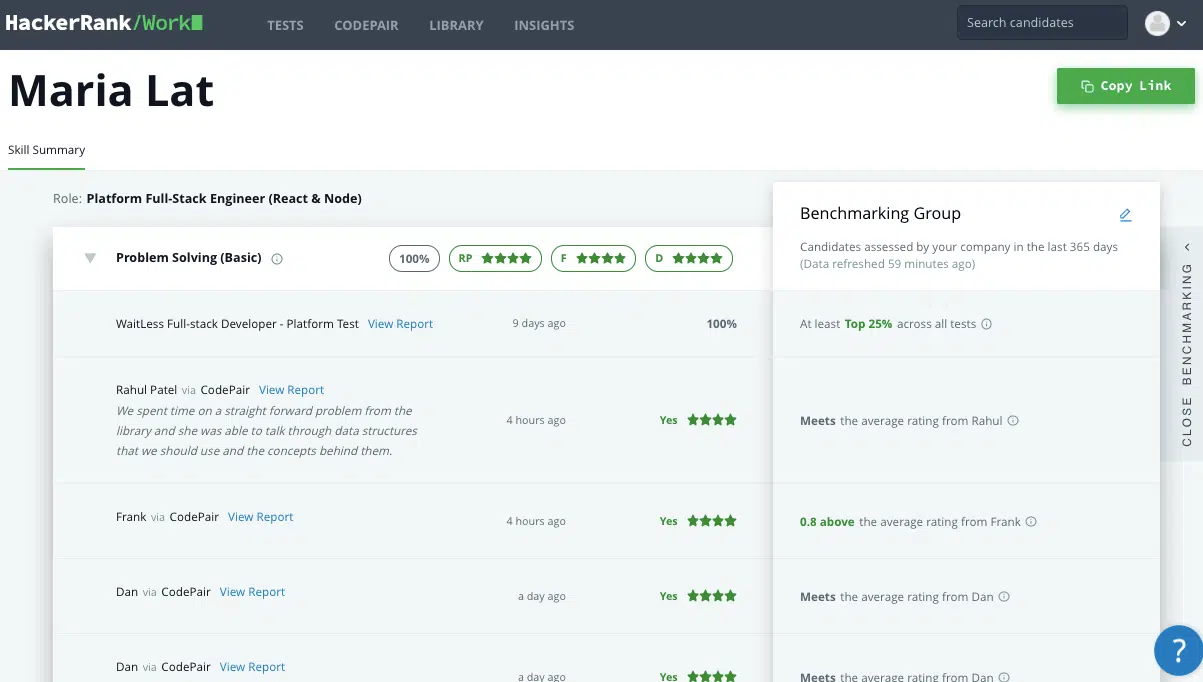 HackerRank/Work
TESTS CODEPAIR LIBRARY INSIGHTS
Search candidates
Maria Lat
Copy Link
Skill Summary
Role: Platform Full-Stack Engineer (React & Node)
Benchmarking Group
Candidates assessed by your company in the last 365 days
(Data refreshed 59 minutes ago)
Problem Solving (Basic) 100% RP ★★★★ F ★★★★ D ★★★★
WaitLess Full-stack Developer - Platform Test View Report 9 days ago 100% At least Top 25% across all tests
Rahul Patel via CodePair View Report
We spent time on a straight forward problem from the
library and she was able to talk through data structures
that we should use and the concepts behind them.
4 hours ago Yes ★★★★ Meets the average rating from Rahul
Frank via CodePair View Report 4 hours ago Yes ★★★★ 0.8 above the average rating from Frank
Dan via CodePair View Report a day ago Yes ★★★★ Meets the average rating from Dan
Dan via CodePair View Report a day ago Yes ★★★★ Meets the average rating from Dan
CLOSE BENCHMARKING
?